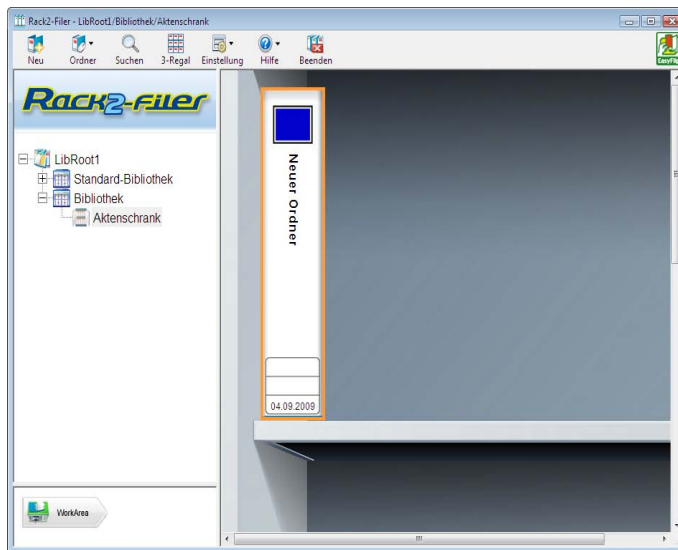 Rack2-Filer - LibRoot1/Bibliothek/Aktenschrank
Neu Ordner Suchen 3-Regal Einstellung Hilfe Beenden
EasyFile
Rack2-Filer
LibRoot1
Standard-Bibliothek
Bibliothek
Aktenschrank
Neuer Ordner
04.09.2009
WorkArea